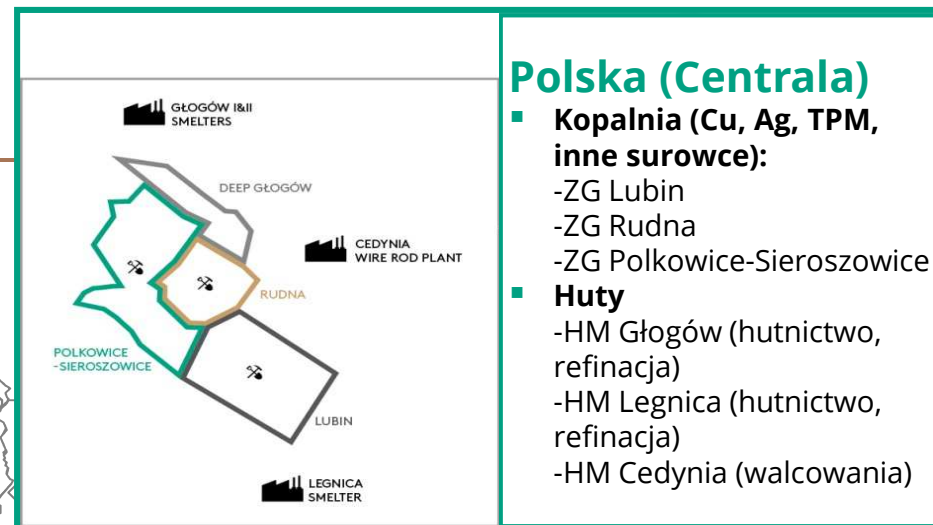 GŁOGÓW I&II
SMELTERS
DEEP GŁOGÓW
CEDYNIA
WIRE ROD PLANT
RUDNA
POLKOWICE
-SIEROSZOWICE
LUBIN
LEGNICA
SMELTER
Polska (Centrala)
▪ Kopalnia (Cu, Ag, TPM,
inne surowce):
-ZG Lubin
-ZG Rudna
-ZG Polkowice-Sieroszowice
▪ Huty
-HM Głogów (hutnictwo,
refinacja)
-HM Legnica (hutnictwo,
refinacja)
-HM Cedynia (walcowania)